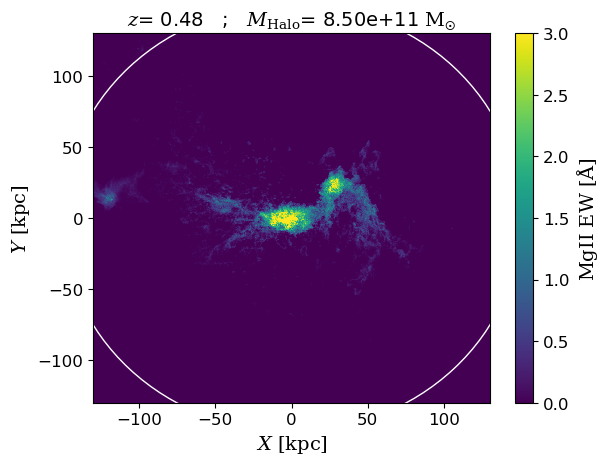 z= 0.48 ; M_Halo= 8.50e+11 M_⊙
100
50
0
−50
−100
Y [kpc]
−100 −50 0 50 100
X [kpc]
3.0
2.5
2.0
1.5
1.0
0.5
0.0
MgII EW [Å]